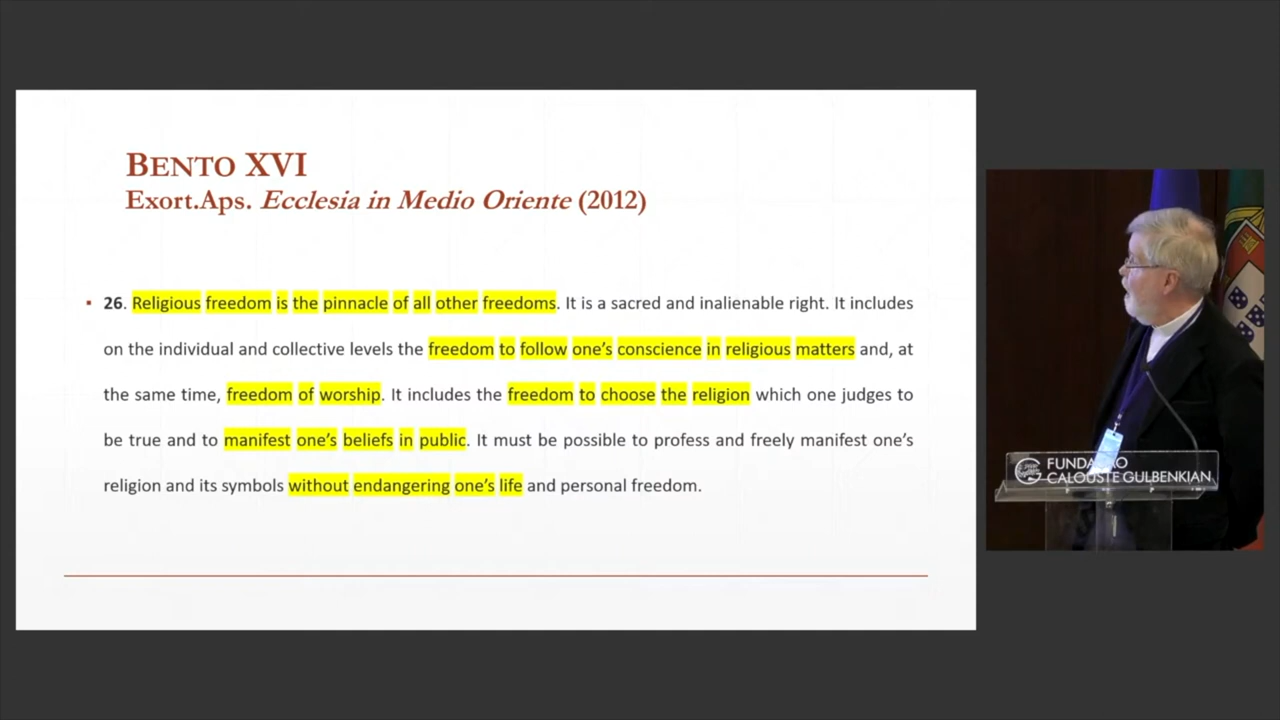 BENTO XVI
Exort.Aps. Ecclesia in Medio Oriente (2012)
▪ 26. Religious freedom is the pinnacle of all other freedoms. It is a sacred and inalienable right. It includes
on the individual and collective levels the freedom to follow one’s conscience in religious matters and, at
the same time, freedom of worship. It includes the freedom to choose the religion which one judges to
be true and to manifest one’s beliefs in public. It must be possible to profess and freely manifest one’s
religion and its symbols without endangering one’s life and personal freedom.
FUNDAÇÃO
CALOUSTE GULBENKIAN